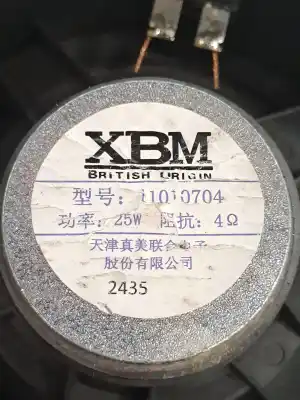 XBM
BRITISH ORIGIN
型号: 11010704
功率: 25W 阻抗: 4Ω
天津真美联合电子
股份有限公司
2435